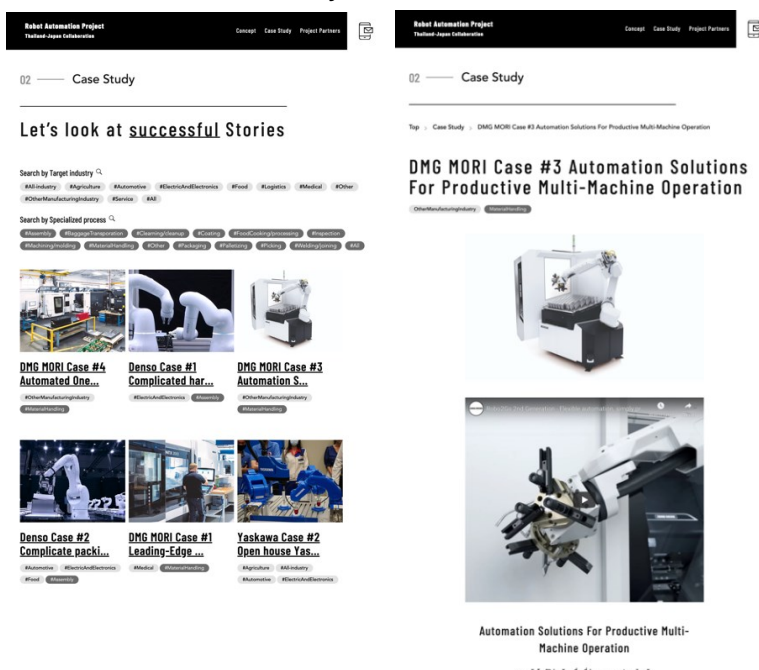 Robot Automation Project
Thailand-Japan Collaboration
Concept Case Study Project Partners
02 Case Study
Let's look at successful Stories
Search by Target industry
#All-industry #Agriculture #Automotive #ElectricAndElectronics #Food #Logistics #Medical #Other
#OtherManufacturingIndustry #Service #All
Search by Specialized process
#Assembly #BaggageTransporation #Cleaning/cleanup #Coating #FoodCooking/processing #Inspection
#Machining/molding #MaterialHandling #Other #Packaging #Palletizing #Picking #Welding/joining #All
DMG MORI Case #4
Automated One...
#OtherManufacturingIndustry
#MaterialHandling
Denso Case #1
Complicated har...
#ElectricAndElectronics #Assembly
DMG MORI Case #3
Automation S...
#OtherManufacturingIndustry
#MaterialHandling
Denso Case #2
Complicate packi...
#Automotive #ElectricAndElectronics
#Food #Assembly
DMG MORI Case #1
Leading-Edge ...
#Medical #MaterialHandling
Yaskawa Case #2
Open house Yas...
#Agriculture #All-industry
#Automotive #ElectricAndElectronics
Robot Automation Project
Thailand-Japan Collaboration
Concept Case Study Project Partners
02 Case Study
Top > Case Study > DMG MORI Case #3 Automation Solutions For Productive Multi-Machine Operation
DMG MORI Case #3 Automation Solutions
For Productive Multi-Machine Operation
OtherManufacturingIndustry #MaterialHandling
Automation Solutions For Productive Multi-
Machine Operation